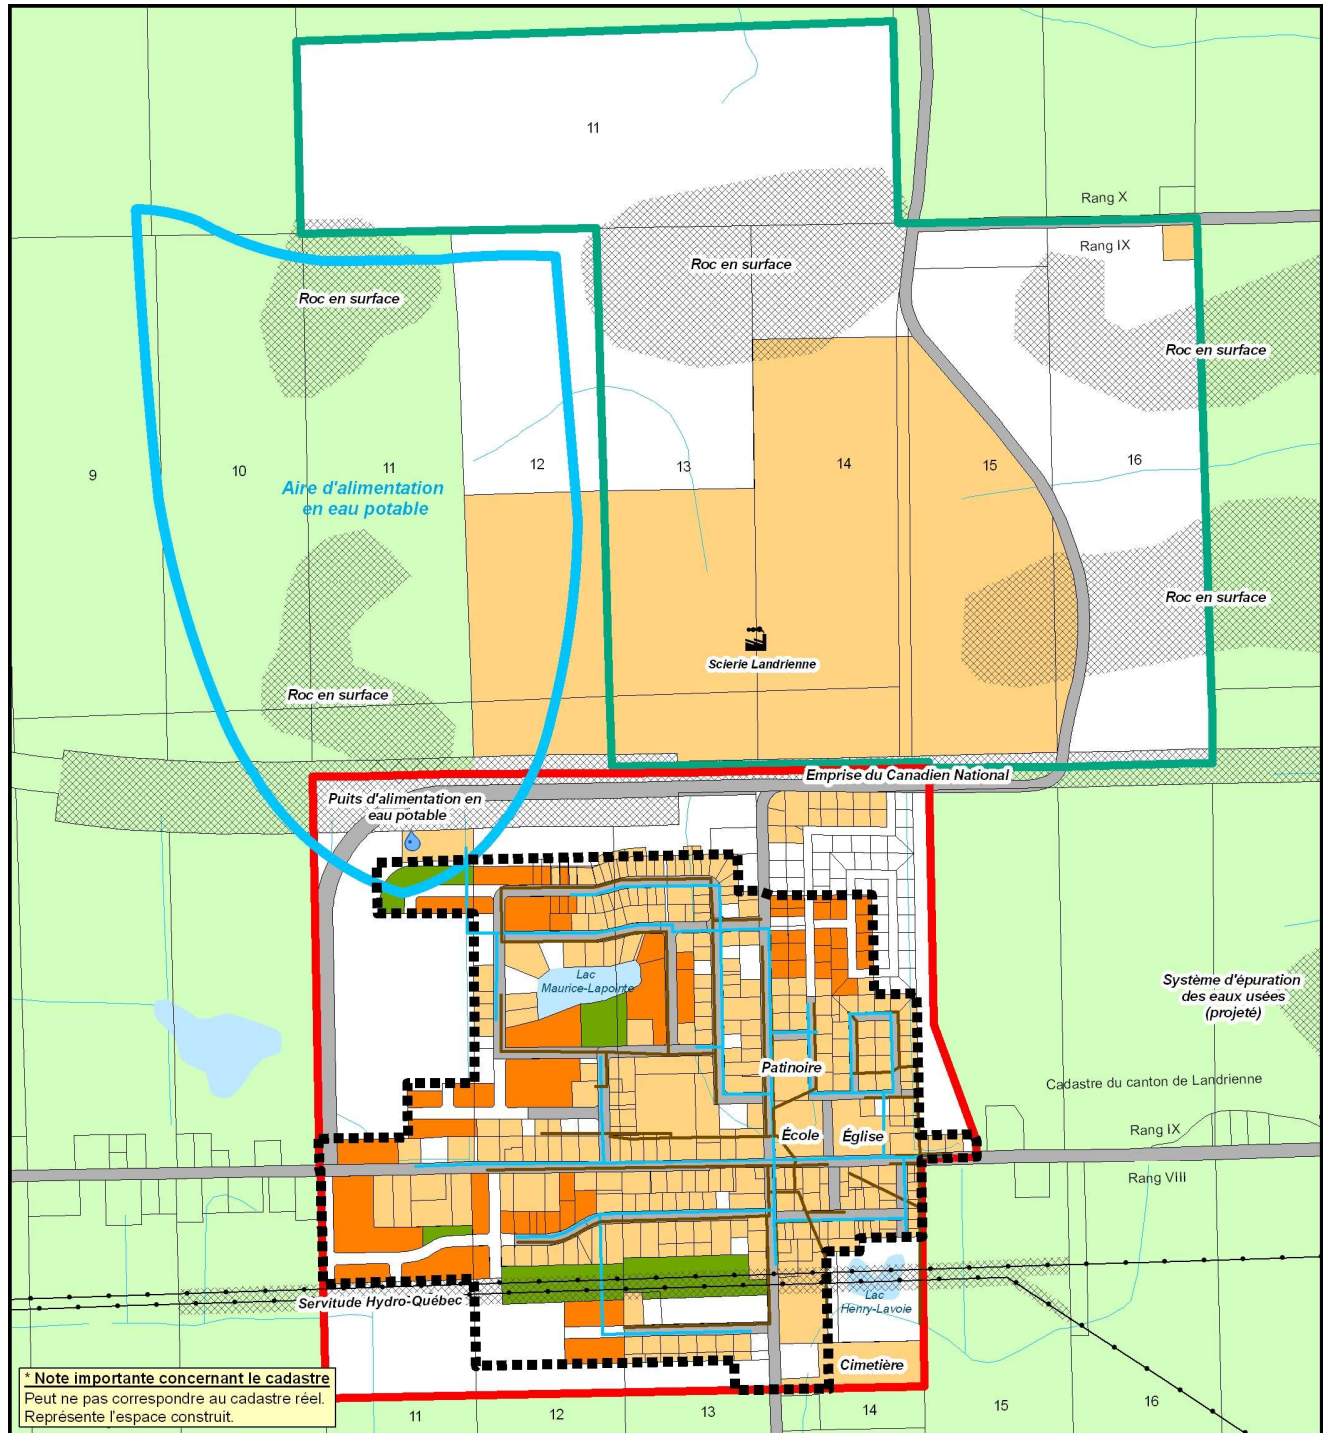 11
Rang X
Rang IX
Roc en surface
Roc en surface
Roc en surface
9
10
11
12
13
14
15
16
Aire d'alimentation
en eau potable
Roc en surface
Scierie Landrienne
Roc en surface
Emprise du Canadien National
Puits d'alimentation en
eau potable
Lac
Maurice-Lapointe
Système d'épuration
des eaux usées
(projeté)
Patinoire
Cadastre du canton de Landrienne
École
Église
Rang IX
Rang VIII
Servitude Hydro-Québec
Lac
Henry-Lavoie
Cimetière
* Note importante concernant le cadastre
Peut ne pas correspondre au cadastre réel.
Représente l'espace construit.
11
12
13
14
15
16